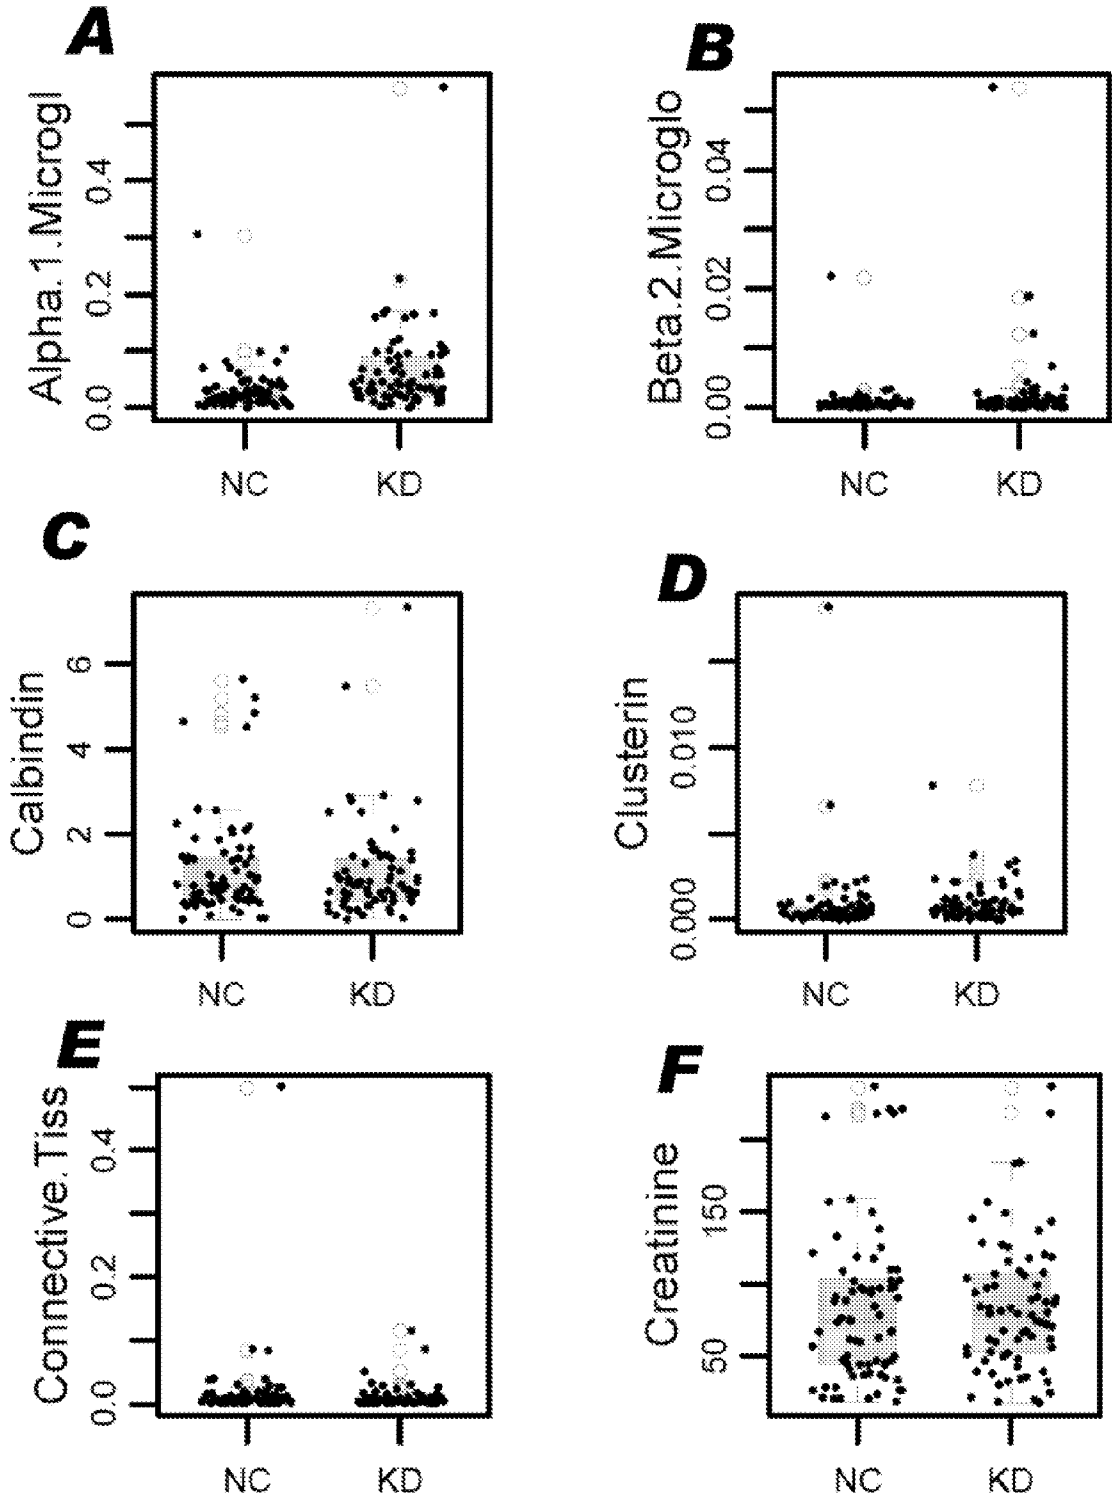 A
Alpha.1.Microgl
0.0
0.2
0.4
NC
KD
B
Beta.2.Microglo
0.00
0.02
0.04
NC
KD
C
Calbindin
0
2
4
6
NC
KD
D
Clusterin
0.000
0.010
NC
KD
E
Connective.Tiss
0.0
0.2
0.4
NC
KD
F
Creatinine
50
150
NC
KD